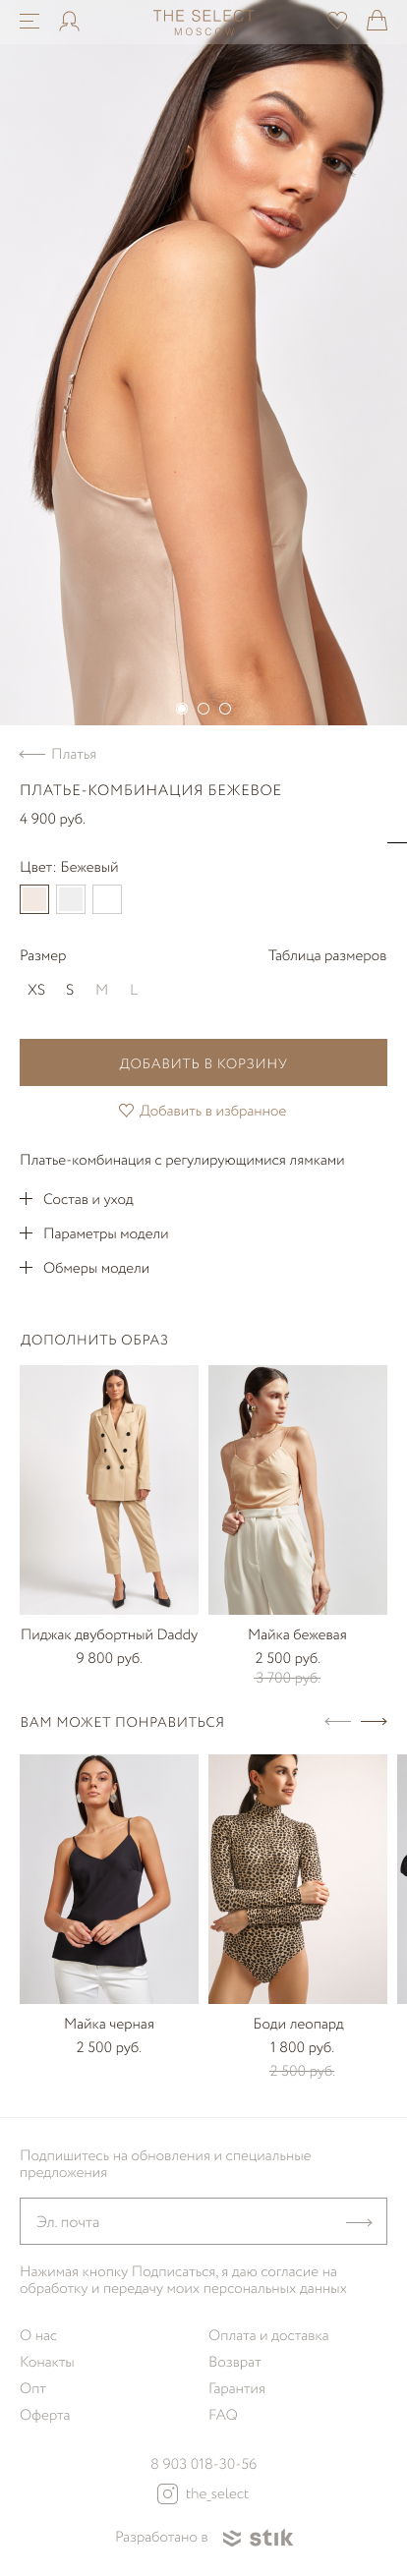 THE SELECT
MOSCOW
Платья
ПЛАТЬЕ-КОМБИНАЦИЯ БЕЖЕВОЕ
4 900 руб.
Цвет: Бежевый
Размер
Таблица размеров
XS S M L
ДОБАВИТЬ В КОРЗИНУ
Добавить в избранное
Платье-комбинация с регулирующимися лямками
Состав и уход
Параметры модели
Обмеры модели
ДОПОЛНИТЬ ОБРАЗ
Пиджак двубортный Daddy
9 800 руб.
Майка бежевая
2 500 руб.
3 700 руб.
ВАМ МОЖЕТ ПОНРАВИТЬСЯ
Майка черная
2 500 руб.
Боди леопард
1 800 руб.
2 500 руб.
Подпишитесь на обновления и специальные
предложения
Эл. почта
Нажимая кнопку Подписаться, я даю согласие на
обработку и передачу моих персональных данных
О нас
Конакты
Опт
Оферта
Оплата и доставка
Возврат
Гарантия
FAQ
8 903 018-30-56
the_select
Разработано в stik